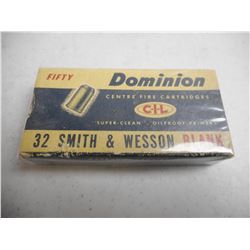 FIFTY
Dominion
CENTRE FIRE CARTRIDGES
C-I-L
"SUPER-CLEAN", OILPROOF PRIMERS
32 SMITH & WESSON BLANK